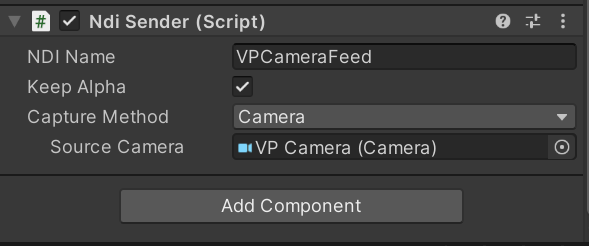 # Ndi Sender (Script)
NDI Name VPCameraFeed
Keep Alpha
Capture Method Camera
Source Camera VP Camera (Camera)
Add Component